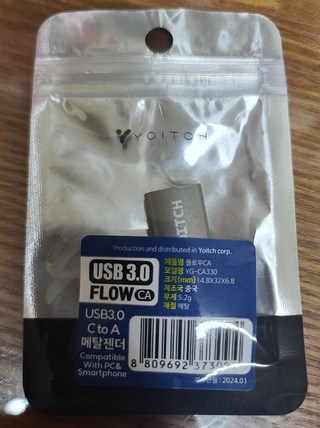 YOITCH
YOITCH
Production and distributed in Yoitch corp.
USB 3.0
FLOW CA
USB3.0
C to A
메탈젠더
Compatible
With PC&
Smartphone
제품명 플로우CA
모델명 YG-CA330
크기(mm) 14.8X32X6.8
제조국 중국
무게 5.2g
재질 메탈
8 809692 3730
2024.01